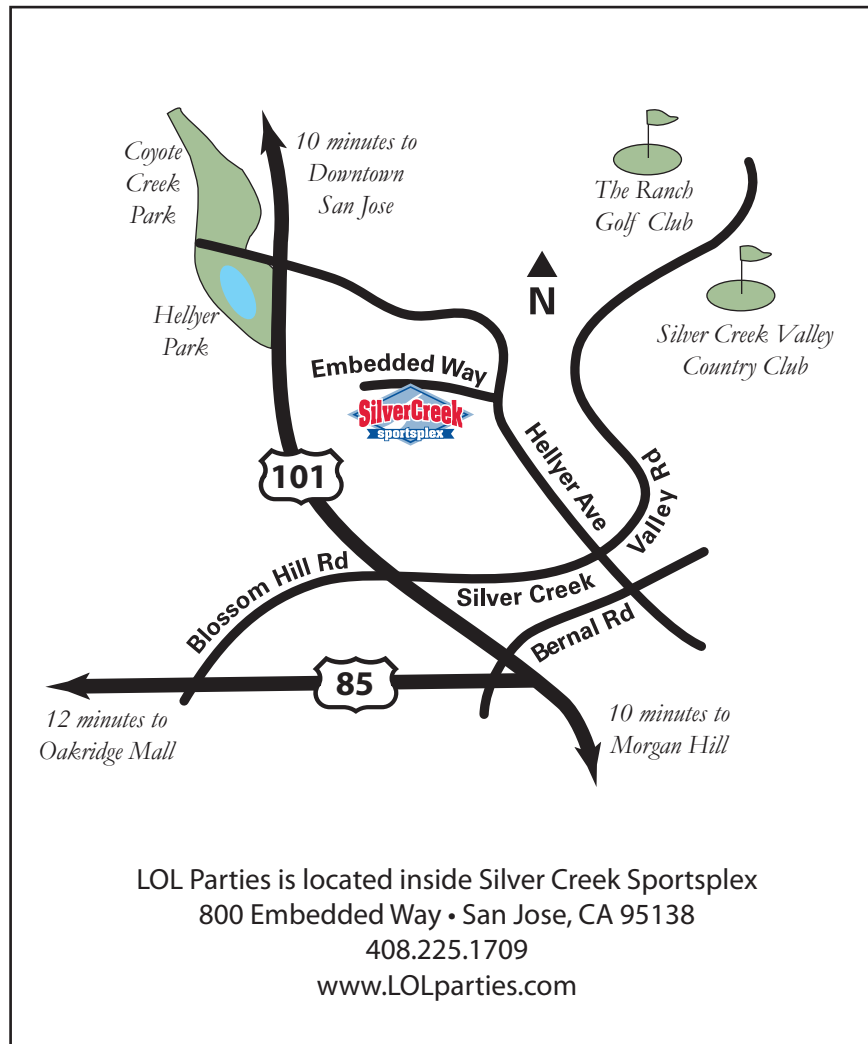 Coyote
Creek
Park
10 minutes to
Downtown
San Jose
The Ranch
Golf Club
N
Hellyer
Park
Silver Creek Valley
Country Club
Embedded Way
SilverCreek
sportsplex
101
Hellyer Ave
Valley Rd
Blossom Hill Rd
Silver Creek
Bernal Rd
85
12 minutes to
Oakridge Mall
10 minutes to
Morgan Hill
LOL Parties is located inside Silver Creek Sportsplex
800 Embedded Way • San Jose, CA 95138
408.225.1709
www.LOLparties.com